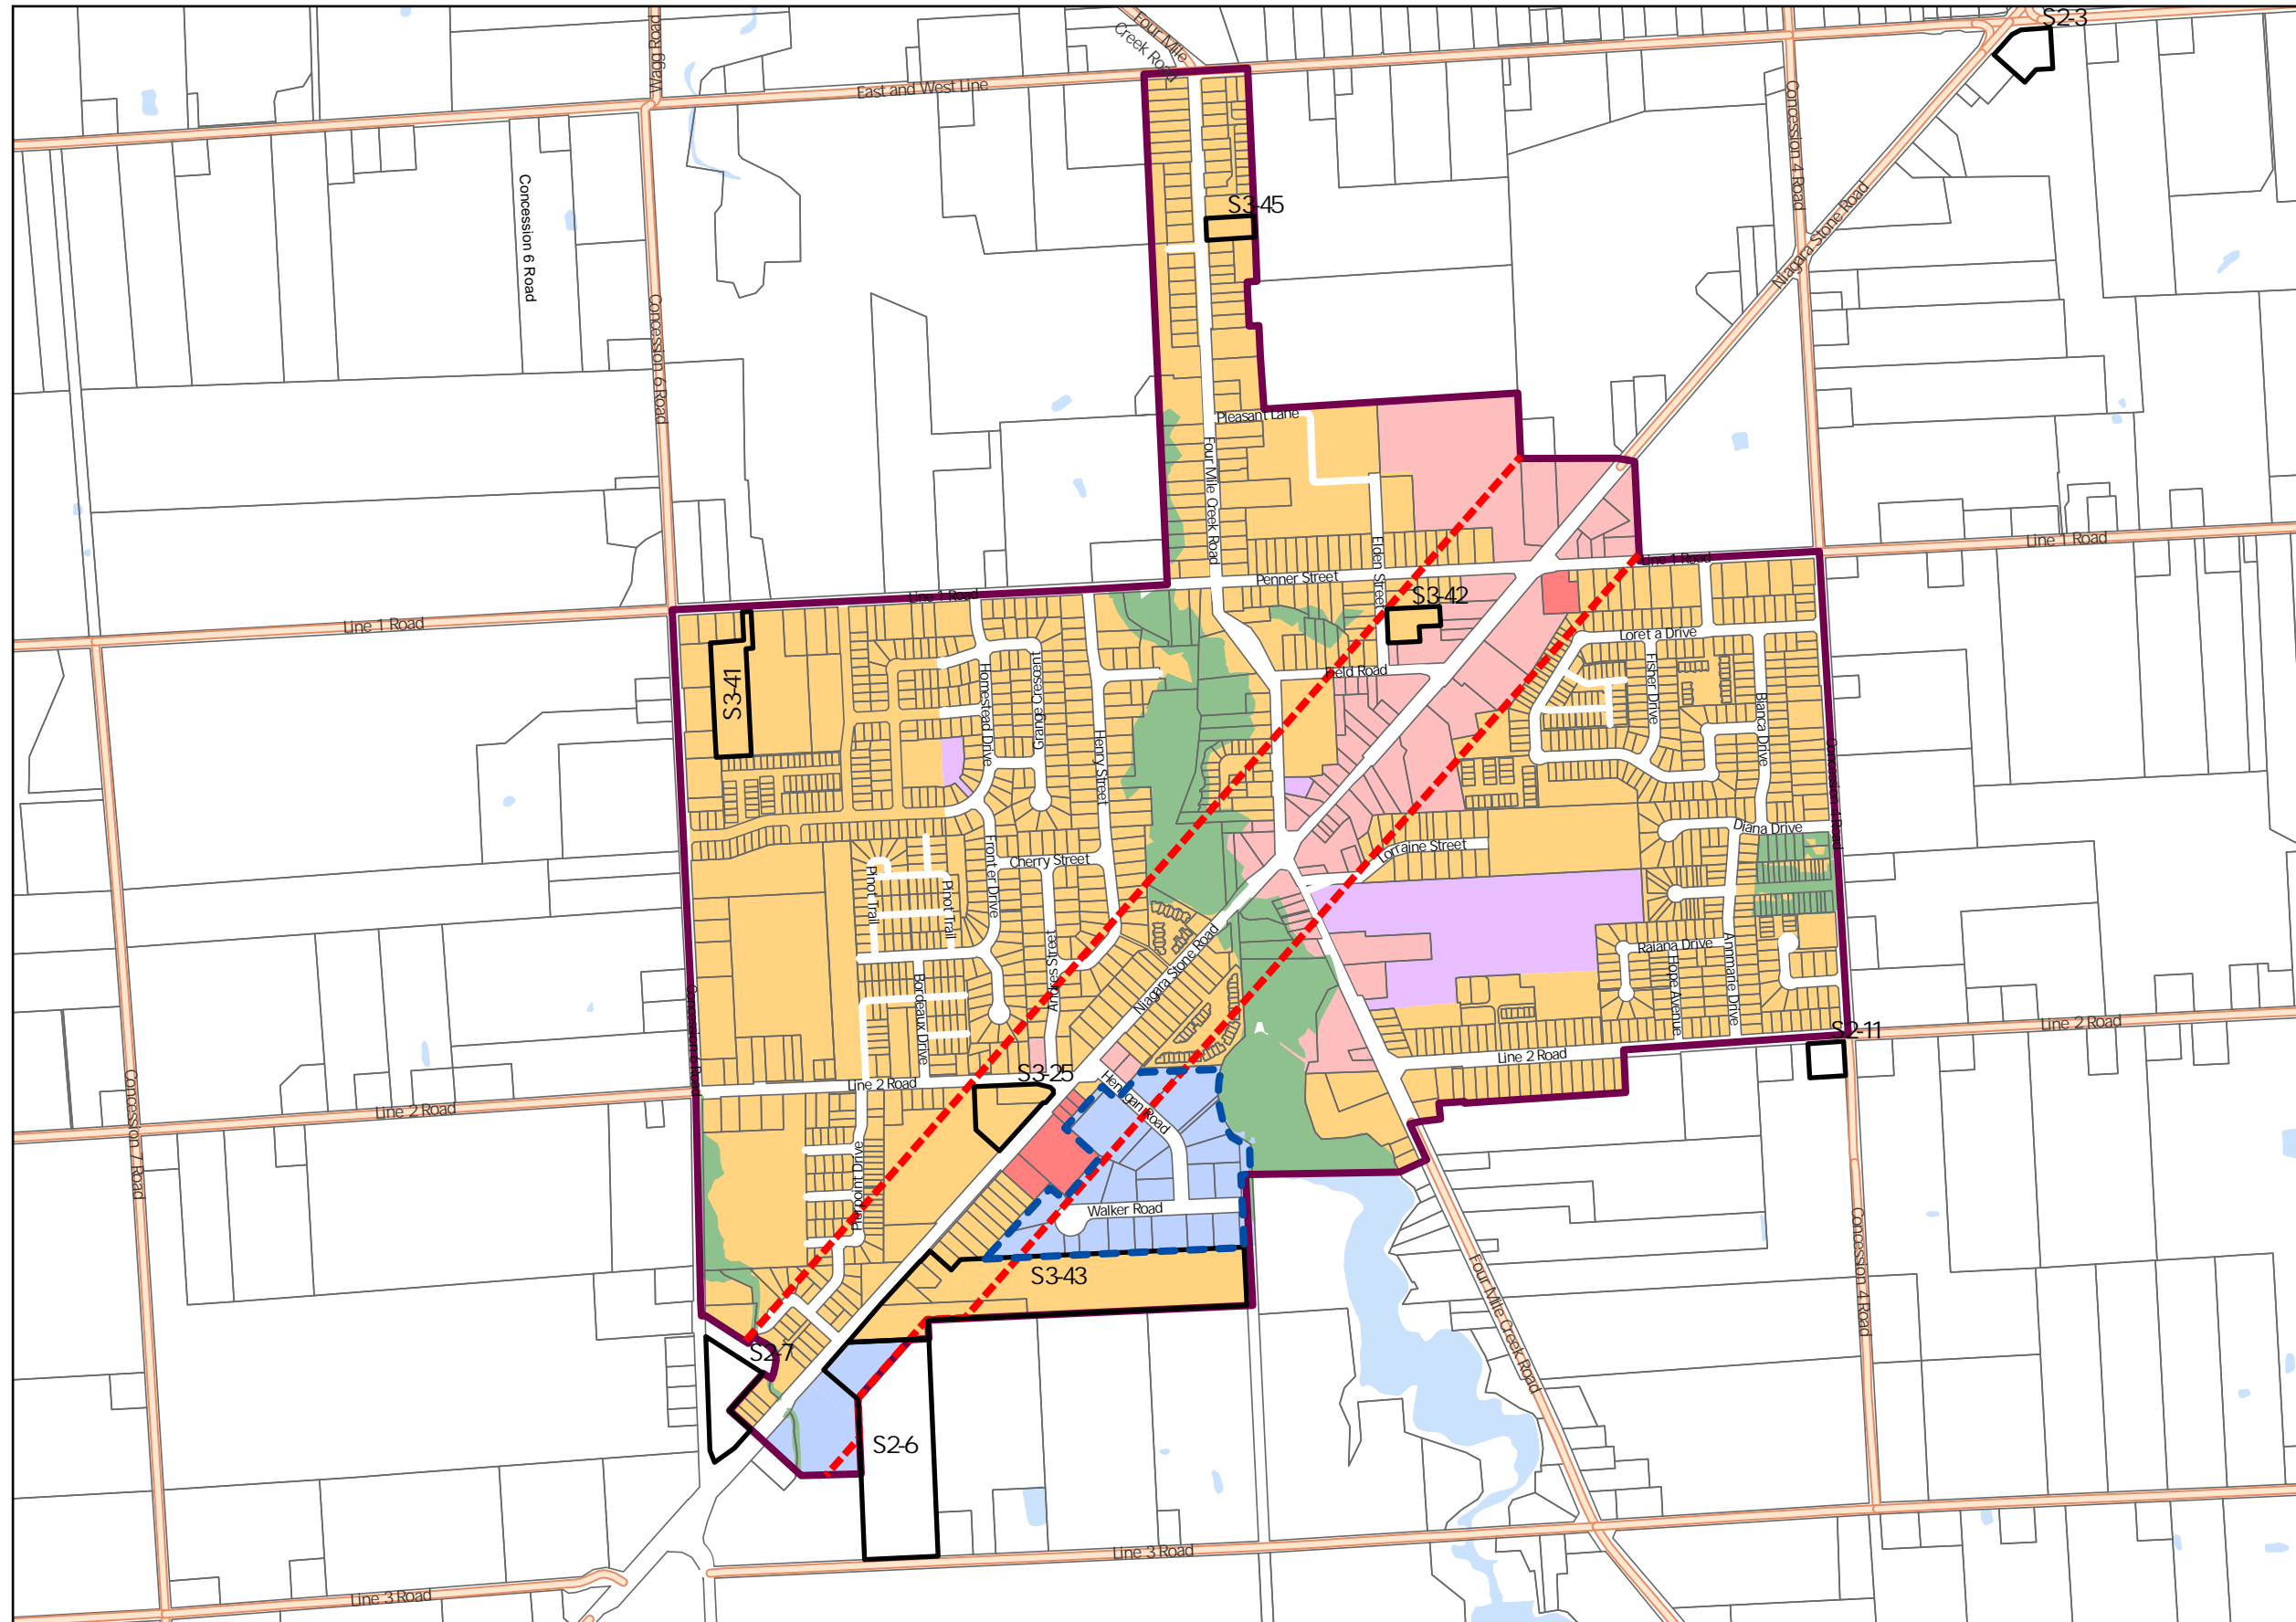 S2-3
Wagg Road
Four Mile
Creek Road
East and West Line
Concession 4 Road
Concession 6 Road
Niagara Stone Road
S3-45
Concession 6 Road
Pleasant Lane
Four Mile Creek Road
Elden Street
Penner Street
Line 1 Road
Line 1 Road
Line 1 Road
Line 1 Road
S3-42
S3-41
Loreta Drive
Field Road
Fisher Drive
Bianca Drive
Homestead Drive
Grape Crescent
Henry Street
Concession 4 Road
Diana Drive
Lorraine Street
Cherry Street
Frontier Drive
Pinot Trail
Pinot Trail
Raiana Drive
Hope Avenue
Annmarie Drive
Niagara Stone Road
Andres Street
Bordeaux Drive
Concession 6 Road
S2-11
Line 2 Road
Line 2 Road
S3-25
Line 2 Road
Line 2 Road
Hennegan Road
Concession 7 Road
Pierpoint Drive
Walker Road
S3-43
Four Mile Creek Road
Concession 4 Road
S2-7
S2-6
Line 3 Road
Line 3 Road